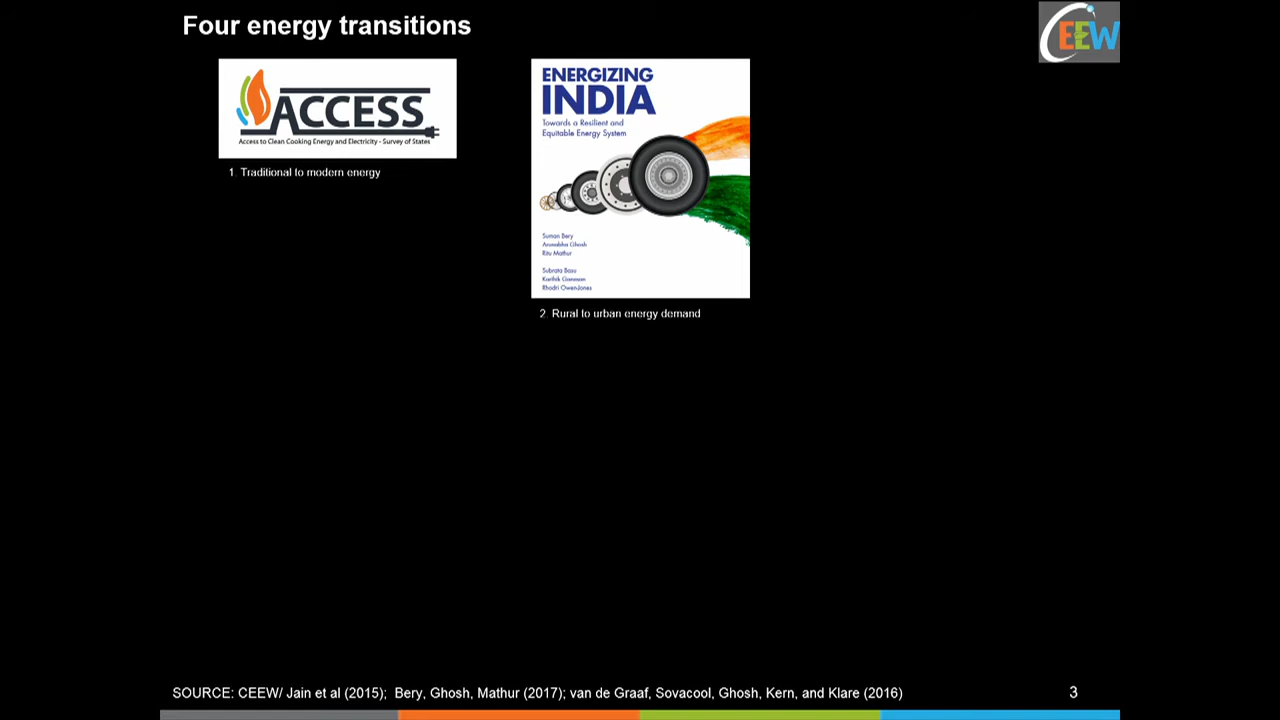 Four energy transitions
CEEW
ACCESS
Access to Clean Cooking Energy and Electricity - Survey of States
1. Traditional to modern energy
ENERGIZING
INDIA
Towards a Resilient and
Equitable Energy System
Suman Bery
Arunabha Ghosh
Ritu Mathur
Subrata Basu
Karthik Ganesan
Rhodri Owen-Jones
2. Rural to urban energy demand
SOURCE: CEEW/ Jain et al (2015);  Bery, Ghosh, Mathur (2017); van de Graaf, Sovacool, Ghosh, Kern, and Klare (2016)
3